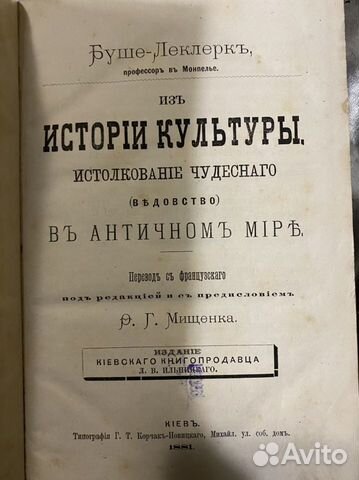 Буше-Леклеркъ,
профессоръ въ Монпелье.
ИЗЪ
ИСТОРІИ КУЛЬТУРЫ.
ИСТОЛКОВАНІЕ ЧУДЕСНАГО
(ВѢДОВСТВО)
ВЪ АНТИЧНОМЪ МІРѢ.
Переводъ съ французскаго
подъ редакціей и съ предисловіемъ
Ѳ. Г. Мищенка.
ИЗДАНІЕ
КІЕВСКАГО КНИГОПРОДАВЦА
Л. В. ИЛЬНИЦКАГО.
КІЕВЪ.
Типографія Г. Т. Корчакъ-Новицкаго, Михайл. ул. соб. домъ.
1881.
Avito